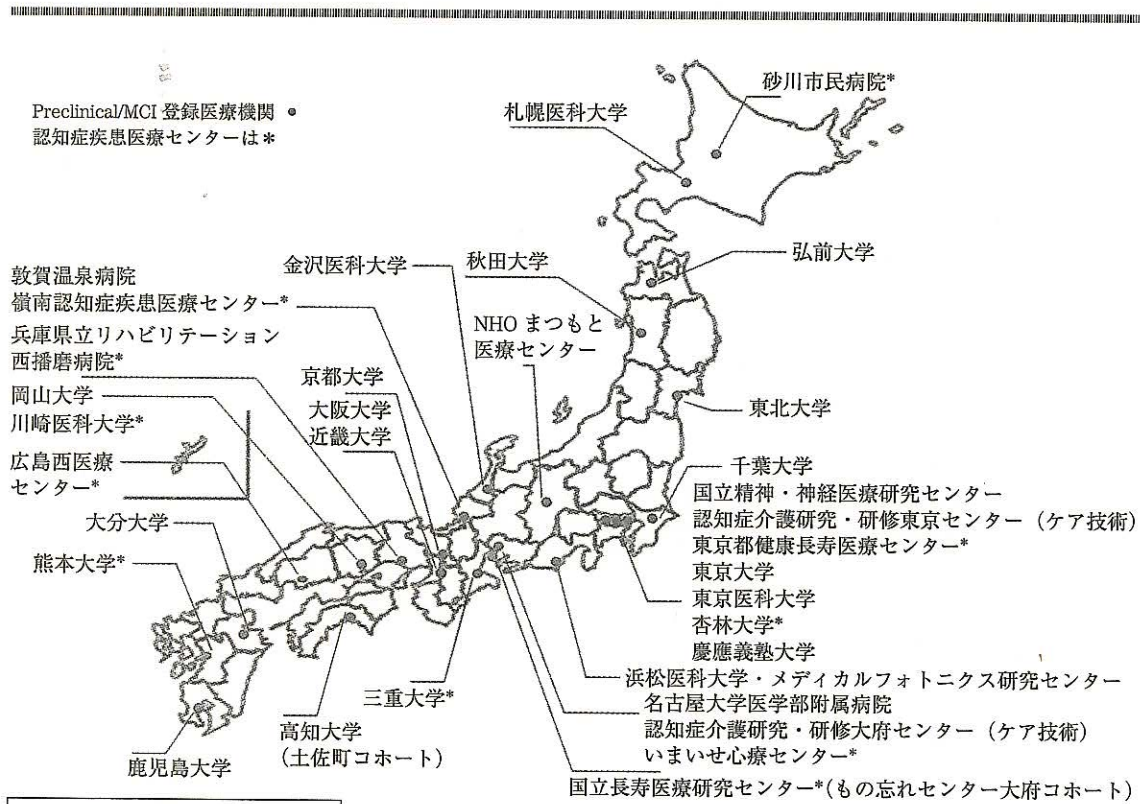 Preclinical/MCI 登録医療機関 ●
認知症疾患医療センターは*
砂川市民病院*
札幌医科大学
弘前大学
秋田大学
金沢医科大学
敦賀温泉病院
嶺南認知症疾患医療センター*
兵庫県立リハビリテーション
西播磨病院*
NHO まつもと
医療センター
京都大学
大阪大学
近畿大学
岡山大学
川崎医科大学*
広島西医療
センター*
大分大学
熊本大学*
東北大学
千葉大学
国立精神・神経医療研究センター
認知症介護研究・研修東京センター（ケア技術）
東京都健康長寿医療センター*
東京大学
東京医科大学
杏林大学*
慶應義塾大学
浜松医科大学・メディカルフォトニクス研究センター
名古屋大学医学部附属病院
認知症介護研究・研修大府センター（ケア技術）
いまいせ心療センター*
国立長寿医療研究センター*(もの忘れセンター大府コホート)
三重大学*
高知大学
(土佐町コホート)
鹿児島大学